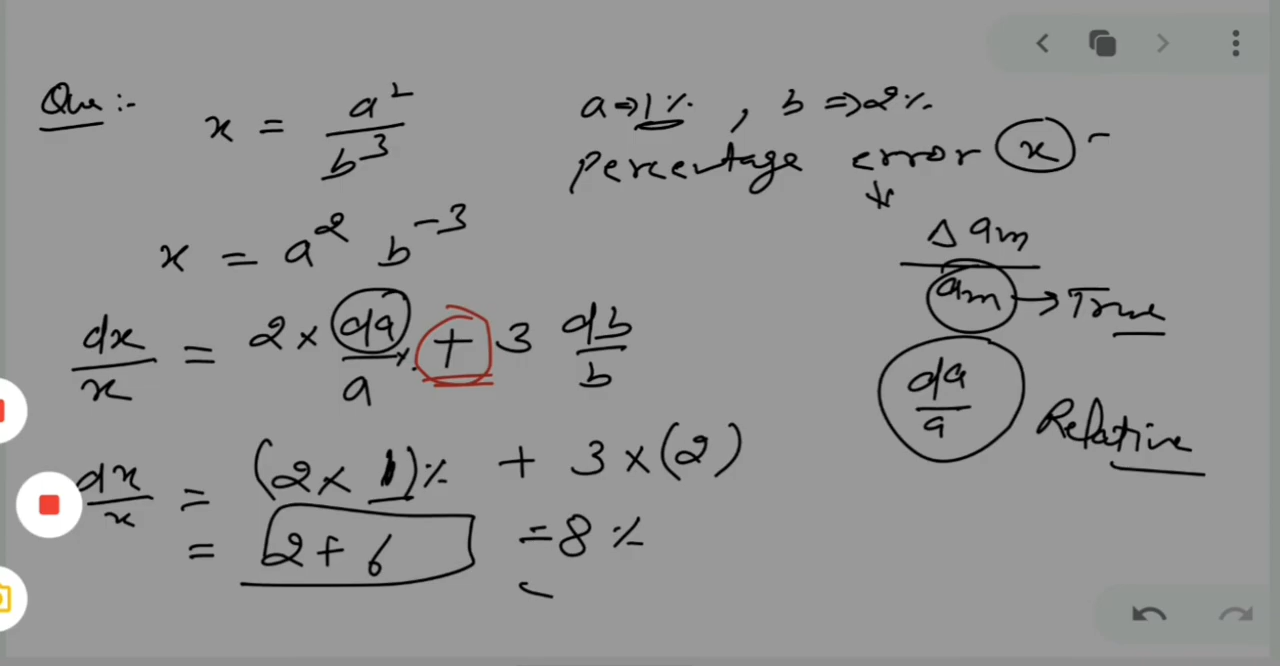 Que :- x = a² / b³    a ⇒ 1% , b ⇒ 2%
percentage error x -
x = a² b⁻³
Δam / am → True
dx/x = 2 × da/a % + 3 db/b
da/a Relative
dx/x = (2 × 1)% + 3 × (2)
= 2 + 6 = 8 %